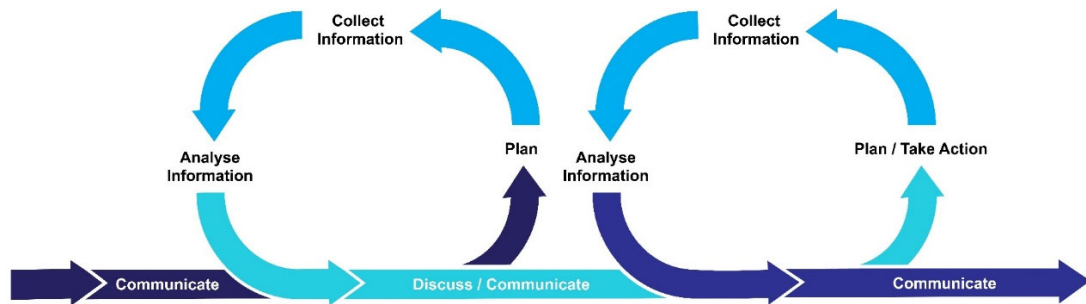 Collect
Information
Collect
Information
Analyse
Information
Plan
Analyse
Information
Plan / Take Action
Communicate
Discuss / Communicate
Communicate